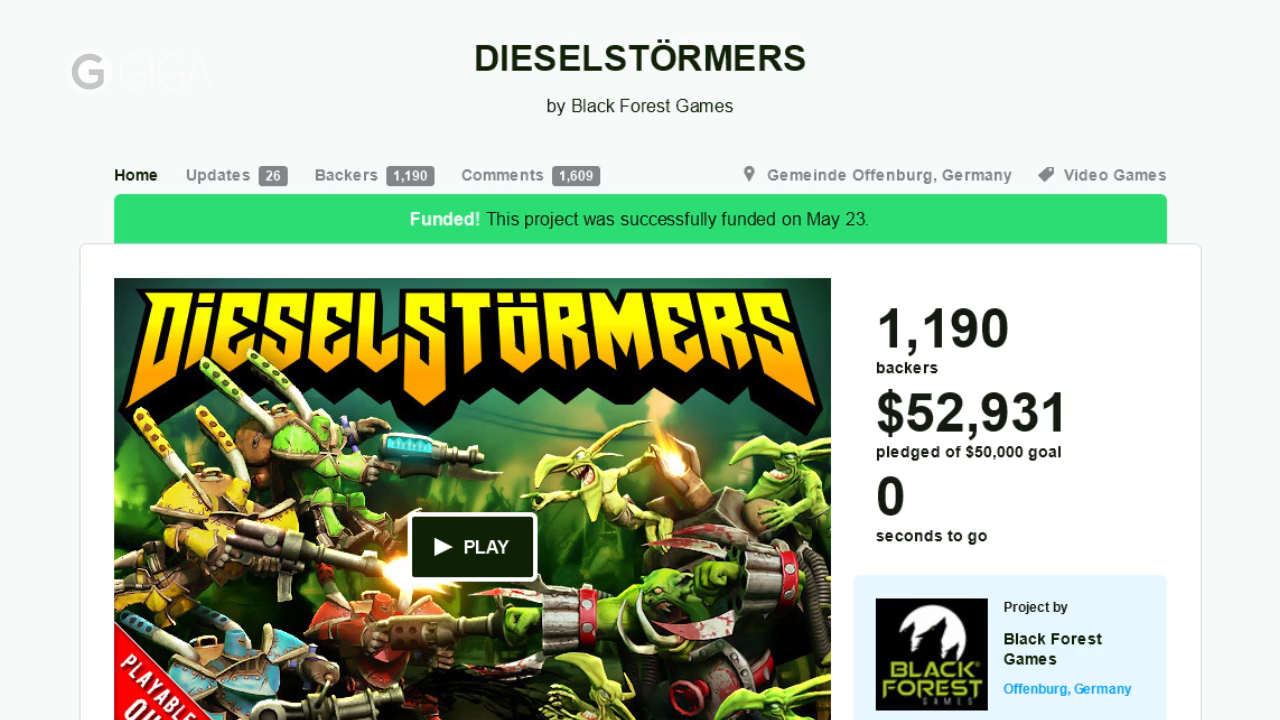 GIGA
DIESELSTÖRMERS
by Black Forest Games
Home Updates 26 Backers 1,190 Comments 1,609 Gemeinde Offenburg, Germany Video Games
Funded! This project was successfully funded on May 23.
DiESELSTÖRMERS
1,190
backers
$52,931
pledged of $50,000 goal
0
seconds to go
PLAY
Project by
Black Forest
Games
Offenburg, Germany
BLACK
FOREST
GAMES
PLAYABLE